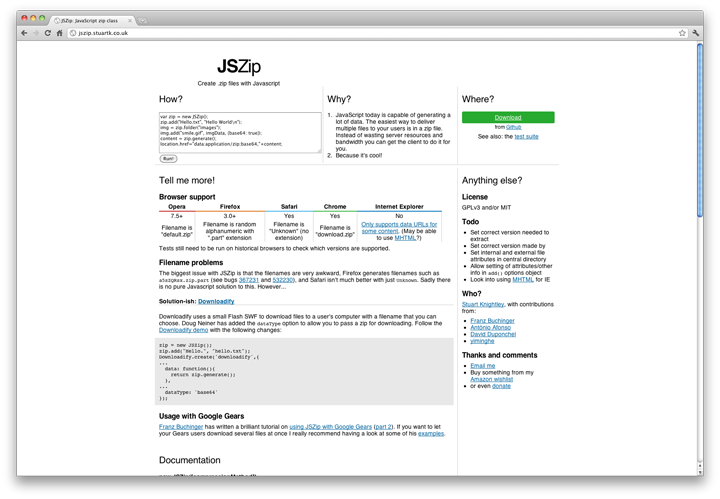 JSZip: JavaScript zip class
jszip.stuartk.co.uk
JSZip
Create .zip files with Javascript
How?
var zip = new JSZip();
zip.add("Hello.txt", "Hello World\n");
img = zip.folder("images");
img.add("smile.gif", imgData, {base64: true});
content = zip.generate();
location.href="data:application/zip;base64,"+content;
Run!
Why?
1. JavaScript today is capable of generating a
lot of data. The easiest way to deliver
multiple files to your users is in a zip file.
Instead of wasting server resources and
bandwidth you can get the client to do it for
you.
2. Because it's cool!
Where?
Download
from Github
See also: the test suite
Tell me more!
Browser support
Opera Firefox Safari Chrome Internet Explorer
7.5+ 3.0+ Yes Yes No
Filename is
"default.zip"
Filename is random
alphanumeric with
".part" extension
Filename is
"Unknown" (no
extension)
Filename is
"download.zip"
Only supports data URLs for
some content. (May be able
to use MHTML?)
Tests still need to be run on historical browsers to check which versions are supported.
Filename problems
The biggest issue with JSZip is that the filenames are very awkward, Firefox generates filenames such as
(see bugs 367231 and 532230), and Safari isn't much better with just Unknown. Sadly there
is no pure Javascript solution to this. However...
Solution-ish: Downloadify
Downloadify uses a small Flash SWF to download files to a user's computer with a filename that you can
choose. Doug Neiner has added the dataType option to allow you to pass a zip for downloading. Follow the
Downloadify demo with the following changes:
zip = new JSZip();
zip.add("Hello.", "hello.txt");
Downloadify.create('downloadify',{
...
data: function(){
return zip.generate();
},
...
dataType: 'base64'
});
Usage with Google Gears
Franz Buchinger has written a brilliant tutorial on using JSZip with Google Gears (part 2). If you want to let
your Gears users download several files at once I really recommend having a look at some of his examples.
Documentation
Anything else?
License
GPLv3 and/or MIT
Todo
Set correct version needed to
extract
Set correct version made by
Set internal and external file
attributes in central directory
Allow setting of attributes/other
info in add() options object
Look into using MHTML for IE
Who?
Stuart Knightley, with contributions
from:
Franz Buchinger
António Afonso
David Duponchel
yiminghe
Thanks and comments
Email me
Buy something from my
Amazon wishlist
or even donate